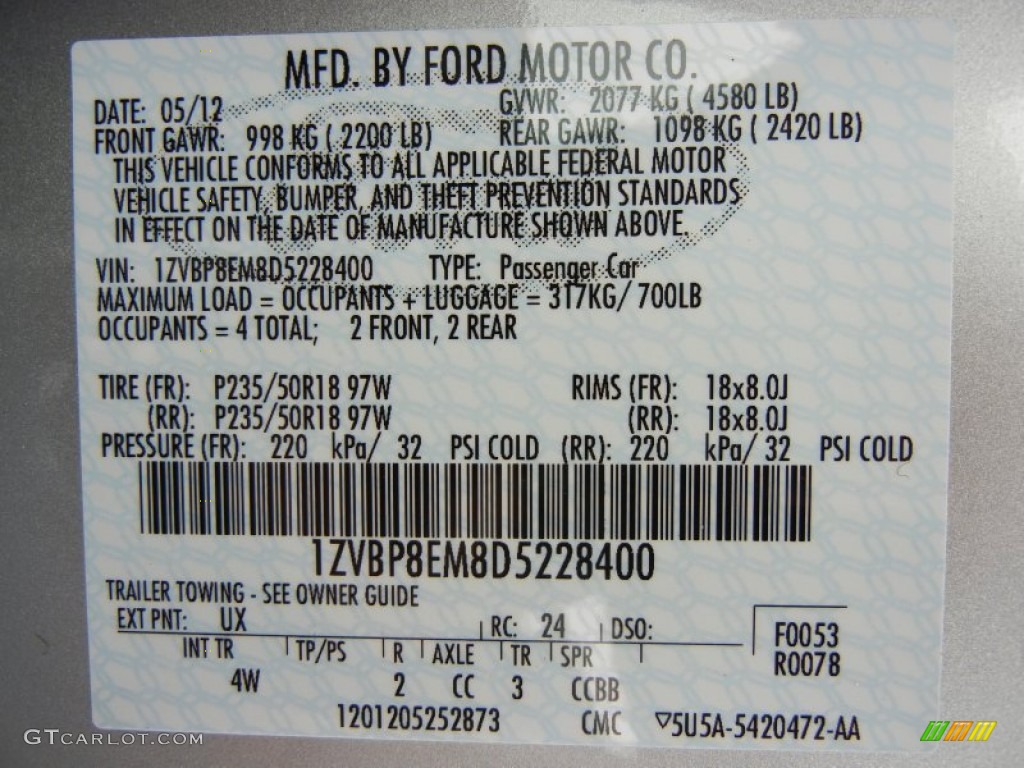 MFD. BY FORD MOTOR CO.
DATE: 05/12 GVWR: 2077 KG ( 4580 LB)
FRONT GAWR: 998 KG ( 2200 LB) REAR GAWR: 1098 KG ( 2420 LB)
THIS VEHICLE CONFORMS TO ALL APPLICABLE FEDERAL MOTOR
VEHICLE SAFETY, BUMPER, AND THEFT PREVENTION STANDARDS
IN EFFECT ON THE DATE OF MANUFACTURE SHOWN ABOVE.
VIN: 1ZVBP8EM8D5228400 TYPE: Passenger Car
MAXIMUM LOAD = OCCUPANTS + LUGGAGE = 317KG/ 700LB
OCCUPANTS = 4 TOTAL; 2 FRONT, 2 REAR
TIRE (FR): P235/50R18 97W RIMS (FR): 18x8.0J
(RR): P235/50R18 97W (RR): 18x8.0J
PRESSURE (FR): 220 kPa/ 32 PSI COLD (RR): 220 kPa/ 32 PSI COLD
1ZVBP8EM8D5228400
TRAILER TOWING - SEE OWNER GUIDE
EXT PNT: UX RC: 24 DSO: F0053
INT TR TP/PS R AXLE TR SPR R0078
4W 2 CC 3 CCBB
1201205252873 CMC ▽5U5A-5420472-AA
GTCARLOT.COM